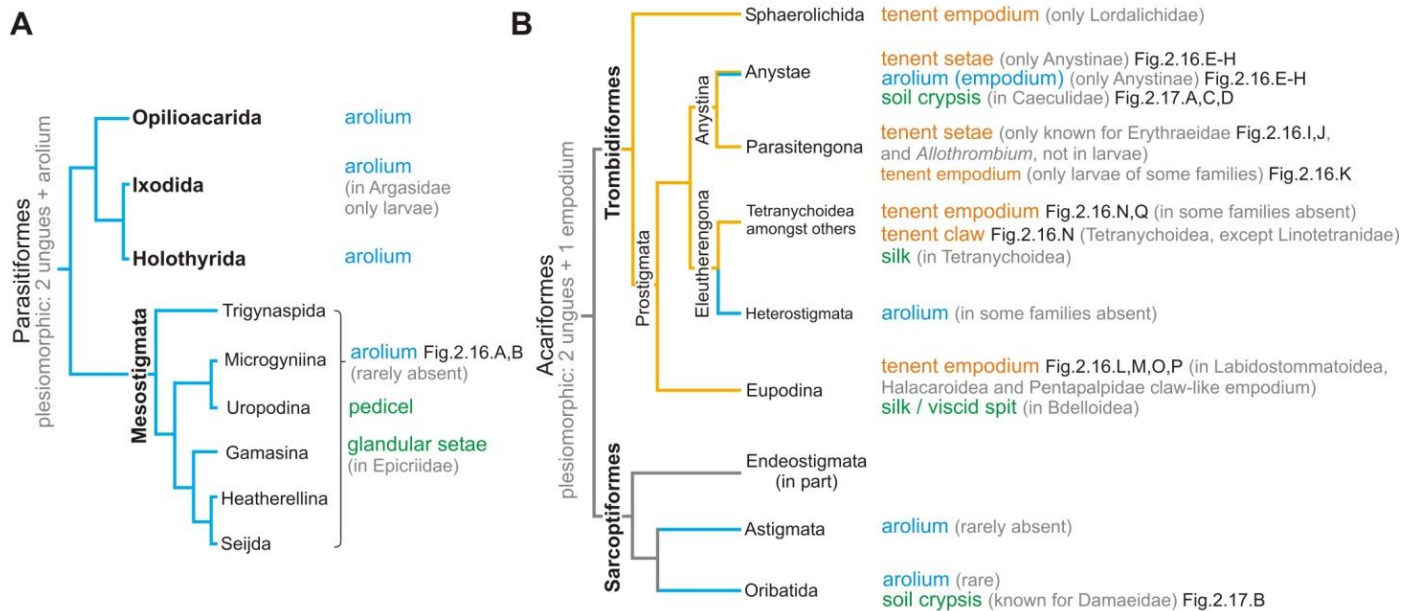 A
Parasitiformes
plesiomorphic: 2 ungues + arolium
Opilioacarida
arolium
Ixodida
arolium
(in Argasidae
only larvae)
Holothyrida
arolium
Mesostigmata
Trigynaspida
Microgyniina
arolium Fig.2.16.A,B
(rarely absent)
Uropodina
pedicel
Gamasina
glandular setae
(in Epicriidae)
Heatherellina
Seijda
B
Acariformes
plesiomorphic: 2 ungues + 1 empodium
Trombidiformes
Sphaerolichida
tenent empodium (only Lordalichidae)
Prostigmata
Anystina
Anystae
tenent setae (only Anystinae) Fig.2.16.E-H
arolium (empodium) (only Anystinae) Fig.2.16.E-H
soil crypsis (in Caeculidae) Fig.2.17.A,C,D
Parasitengona
tenent setae (only known for Erythraeidae Fig.2.16.I,J,
and Allothrombium, not in larvae)
tenent empodium (only larvae of some families) Fig.2.16.K
Eleutherengona
Tetranychoidea
amongst others
tenent empodium Fig.2.16.N,Q (in some families absent)
tenent claw Fig.2.16.N (Tetranychoidea, except Linotetranidae)
silk (in Tetranychoidea)
Heterostigmata
arolium (in some families absent)
Eupodina
tenent empodium Fig.2.16.L,M,O,P (in Labidostommatoidea,
Halacaroidea and Pentapalpidae claw-like empodium)
silk / viscid spit (in Bdelloidea)
Sarcoptiformes
Endeostigmata
(in part)
Astigmata
arolium (rarely absent)
Oribatida
arolium (rare)
soil crypsis (known for Damaeidae) Fig.2.17.B